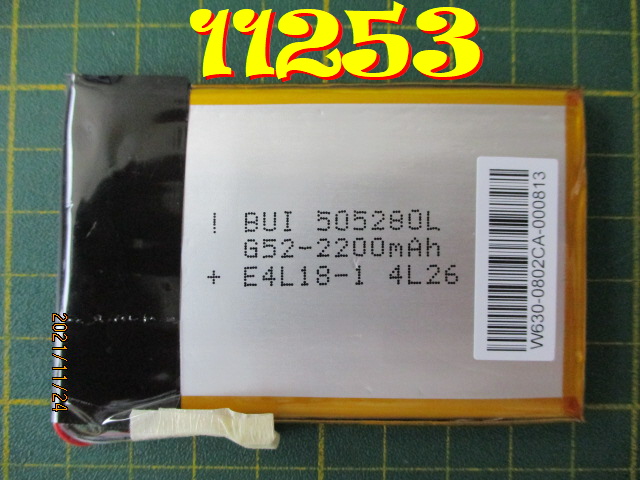 11253
! BUI 505280L
G52-2200mAh
+ E4L18-1 4L26
W630-0802CA-000813
2021/11/24